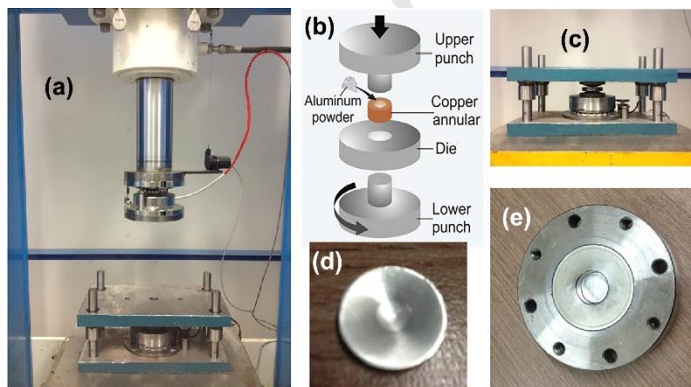 (a)
(b)
Upper
punch
Aluminum
powder
Copper
annular
Die
Lower
punch
(c)
(d)
(e)